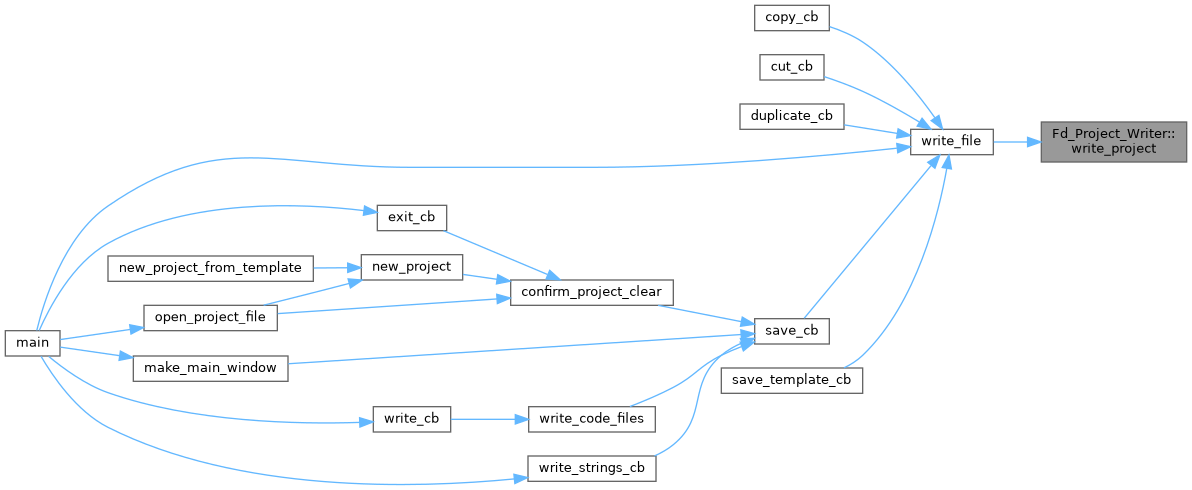 copy_cb
cut_cb
duplicate_cb
Fd_Project_Writer::
write_project
write_file
exit_cb
new_project_from_template
new_project
confirm_project_clear
open_project_file
main
save_cb
make_main_window
save_template_cb
write_cb
write_code_files
write_strings_cb